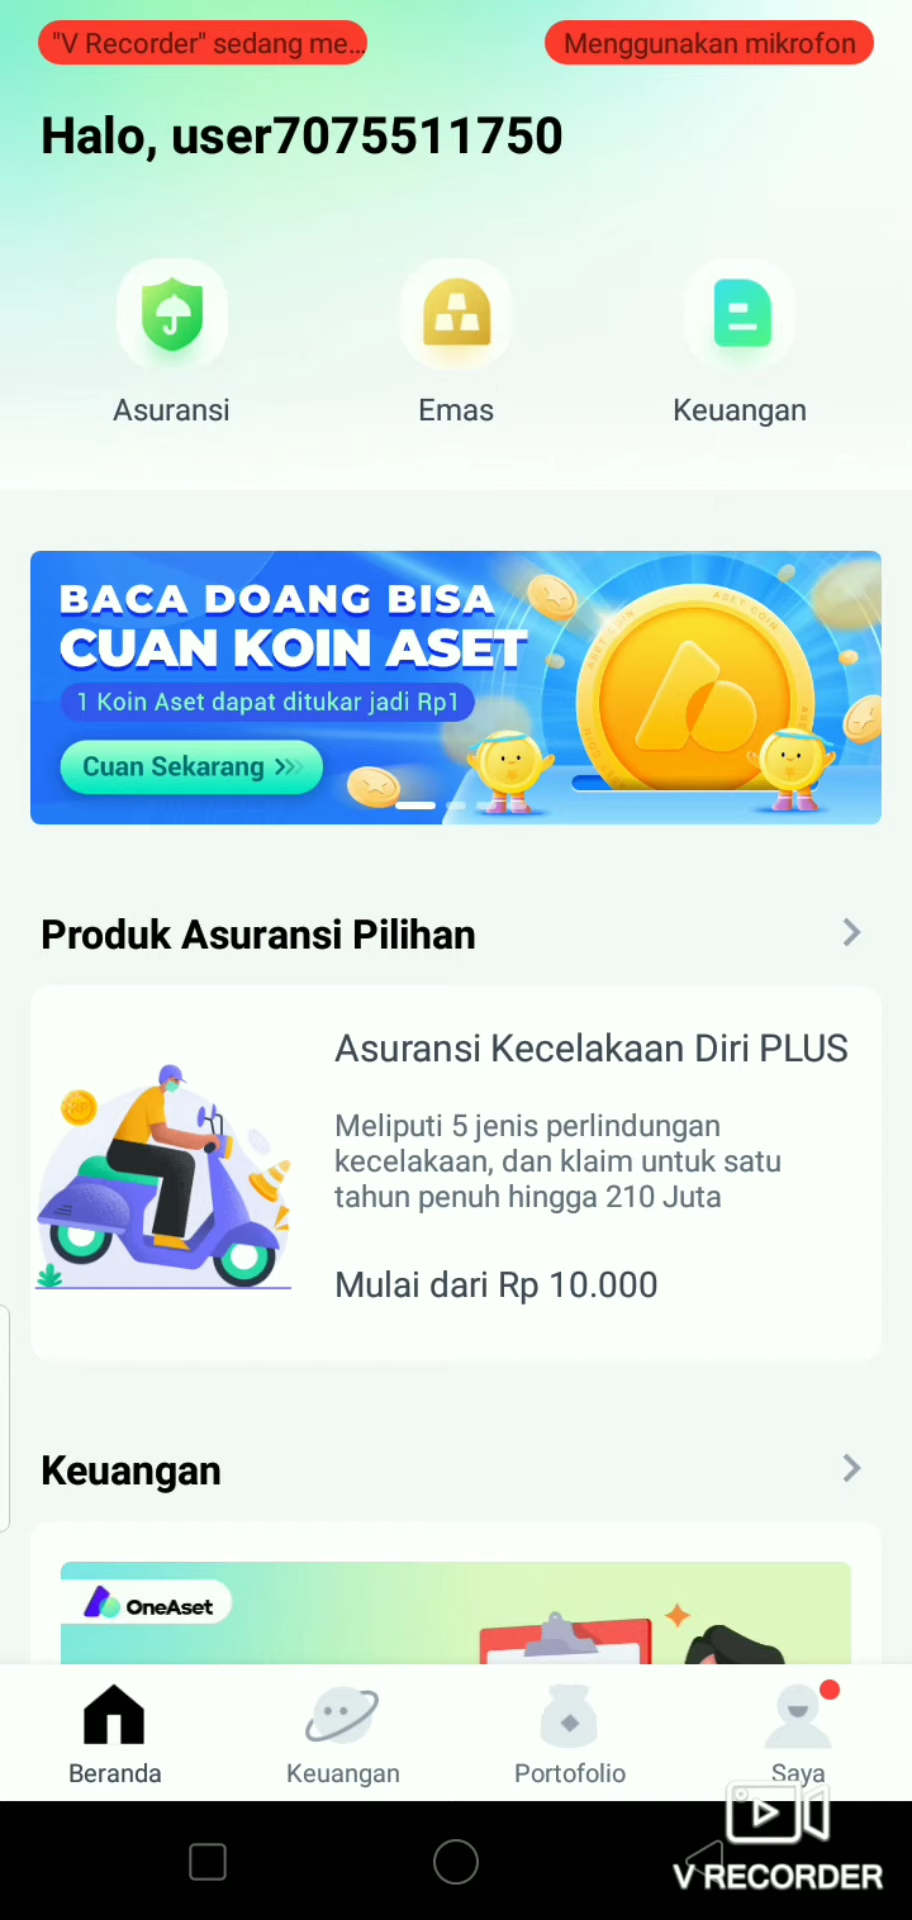 "V Recorder" sedang me...
Menggunakan mikrofon
Halo, user7075511750
Asuransi
Emas
Keuangan
BACA DOANG BISA
CUAN KOIN ASET
1 Koin Aset dapat ditukar jadi Rp1
Cuan Sekarang
Produk Asuransi Pilihan
Asuransi Kecelakaan Diri PLUS
Meliputi 5 jenis perlindungan
kecelakaan, dan klaim untuk satu
tahun penuh hingga 210 Juta
Mulai dari Rp 10.000
Keuangan
OneAset
Beranda
Keuangan
Portofolio
Saya
V RECORDER